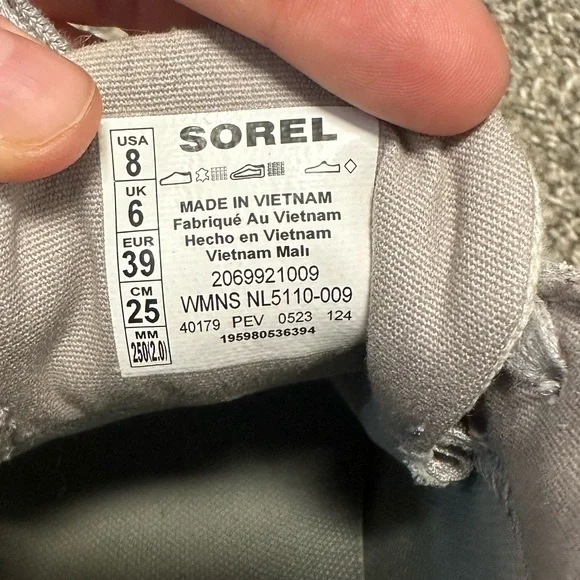 SOREL
USA
8
UK
6
EUR
39
CM
25
MM
250(2.0)
MADE IN VIETNAM
Fabriqué Au Vietnam
Hecho en Vietnam
Vietnam Malı
2069921009
WMNS NL5110-009
40179 PEV 0523 124
195980536394